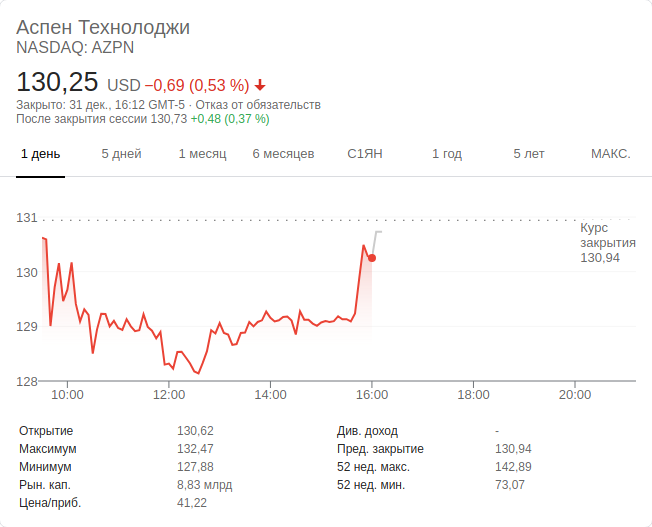 Аспен Технолоджи
NASDAQ: AZPN
130,25 USD −0,69 (0,53 %)
Закрыто: 31 дек., 16:12 GMT-5 · Отказ от обязательств
После закрытия сессии 130,73 +0,48 (0,37 %)
1 день 5 дней 1 месяц 6 месяцев С1ЯН 1 год 5 лет МАКС.
131
Курс
закрытия
130,94
130
129
128
10:00 12:00 14:00 16:00 18:00 20:00
Открытие 130,62 Див. доход -
Максимум 132,47 Пред. закрытие 130,94
Минимум 127,88 52 нед. макс. 142,89
Рын. кап. 8,83 млрд 52 нед. мин. 73,07
Цена/приб. 41,22